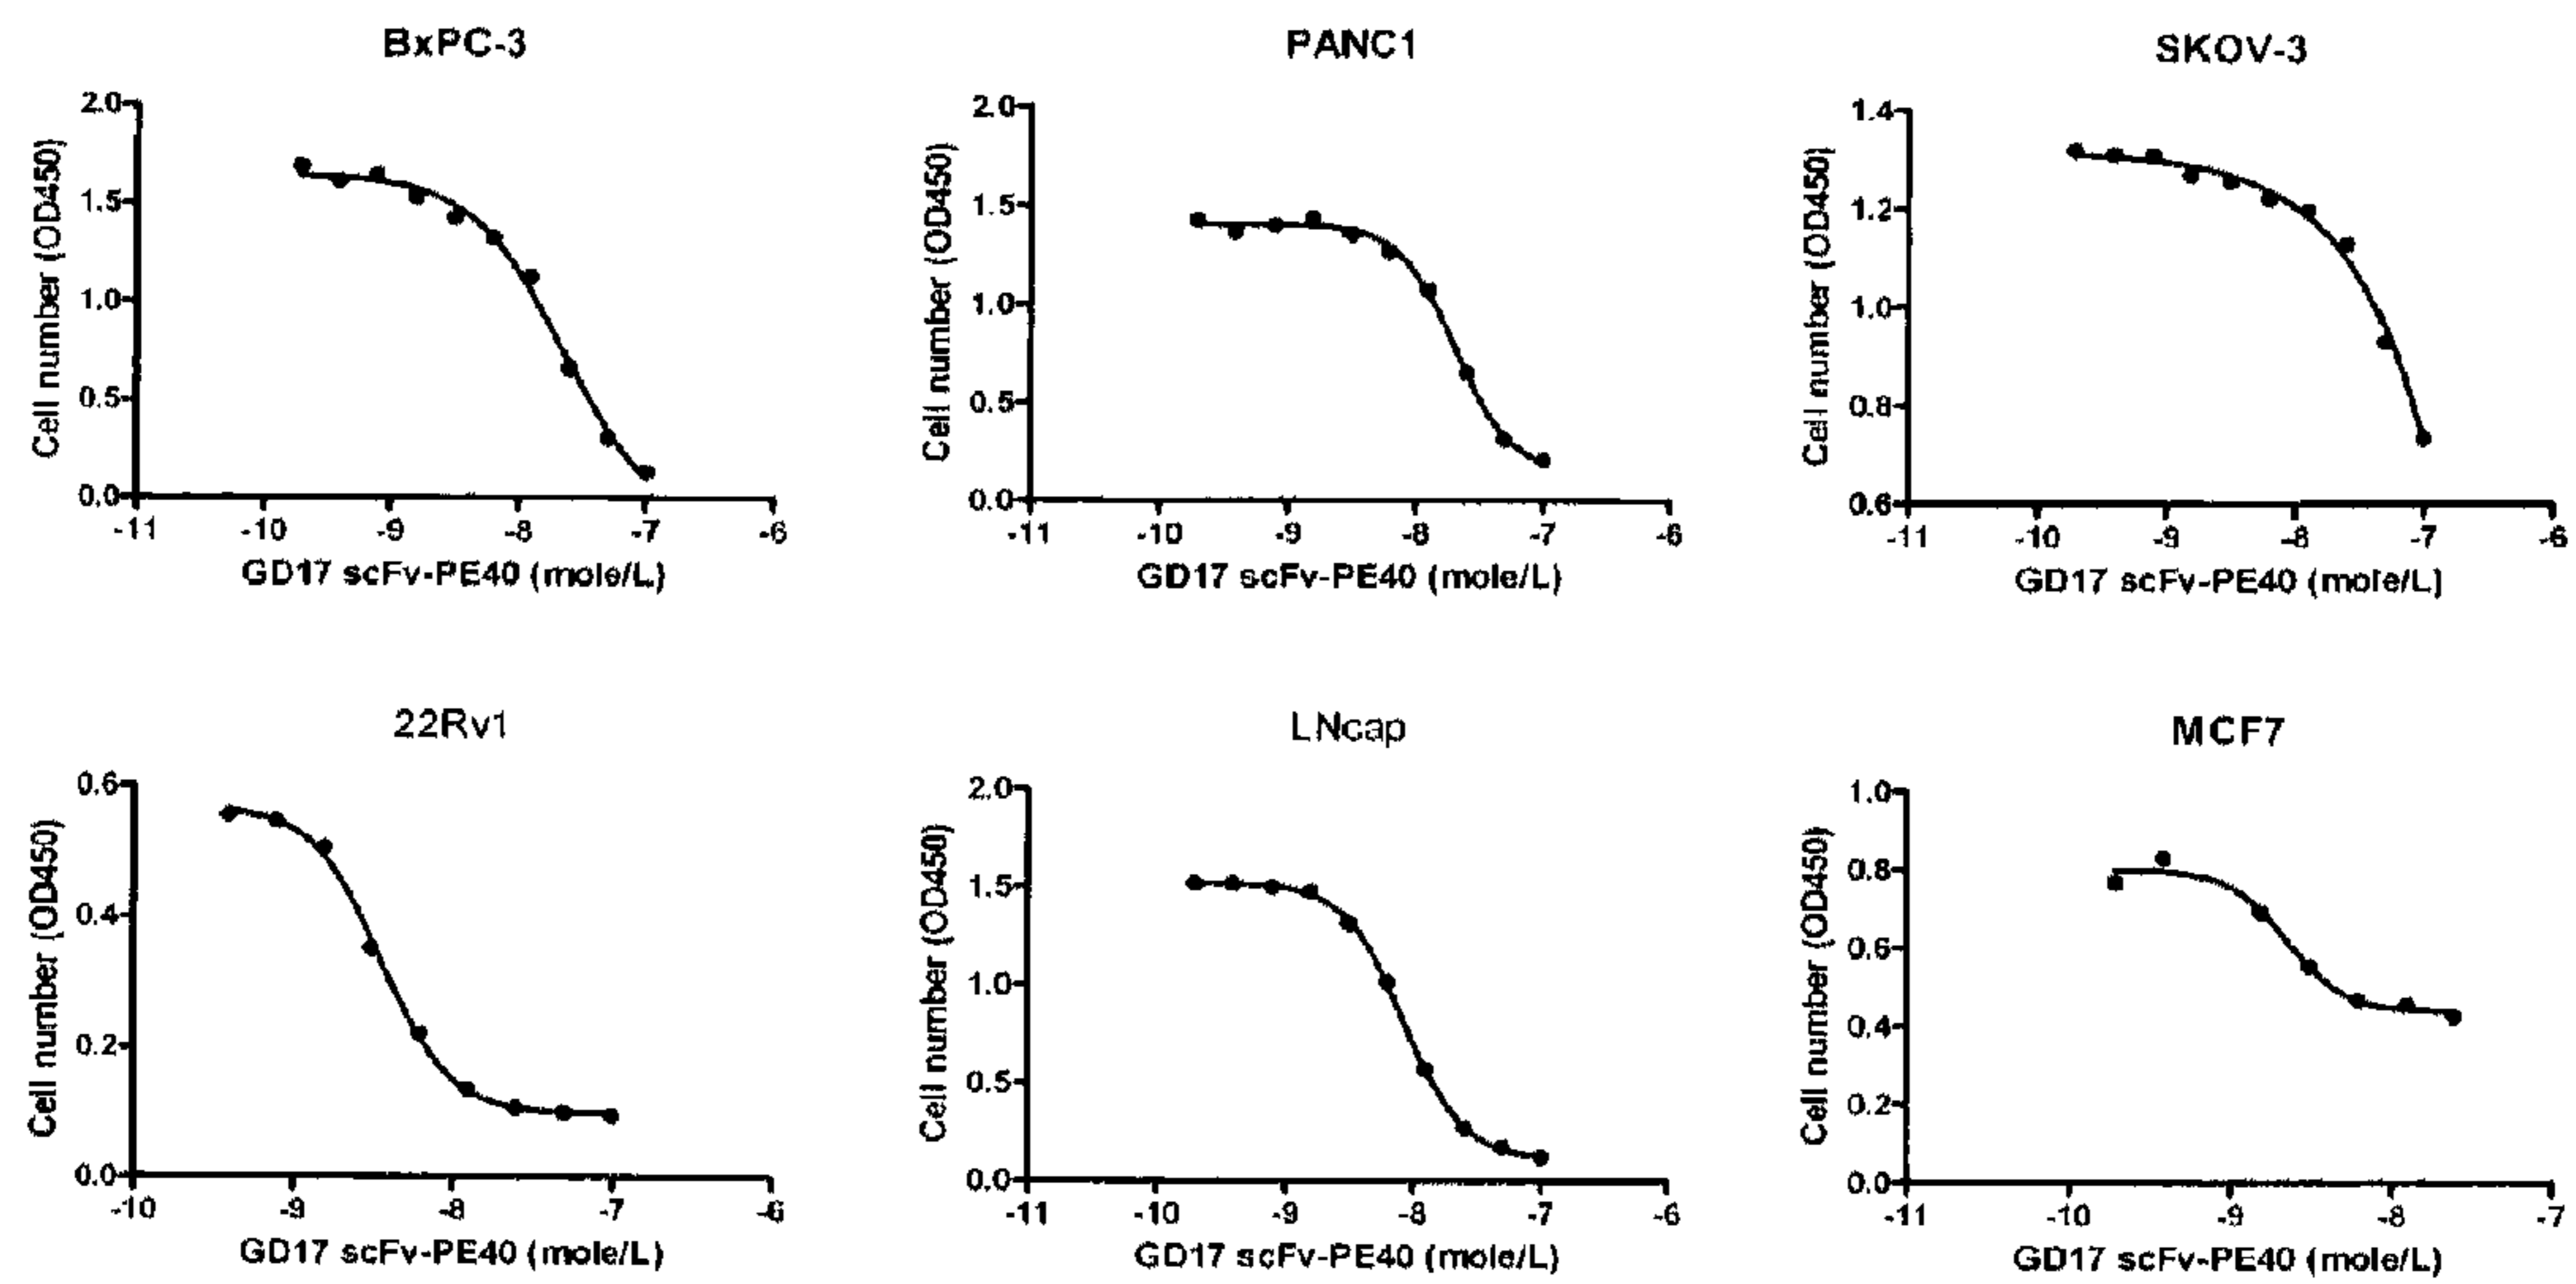 BxPC-3
PANC1
SKOV-3
Cell number (OD450)
2.0
1.5
1.0
0.5
0.0
-11 -10 -9 -8 -7 -6
GD17 scFv-PE40 (mole/L)
Cell number (OD450)
2.0
1.5
1.0
0.5
0.0
-11 -10 -9 -8 -7 -6
GD17 scFv-PE40 (mole/L)
Cell number (OD450)
1.4
1.2
1.0
0.8
0.6
-11 -10 -9 -8 -7 -6
GD17 scFv-PE40 (mole/L)
22Rv1
LNcap
MCF7
Cell number (OD450)
0.6
0.4
0.2
0.0
-10 -9 -8 -7 -6
GD17 scFv-PE40 (mole/L)
Cell number (OD450)
2.0
1.5
1.0
0.5
0.0
-11 -10 -9 -8 -7 -6
GD17 scFv-PE40 (mole/L)
Cell number (OD450)
1.0
0.8
0.6
0.4
0.2
0.0
-11 -10 -9 -8 -7
GD17 scFv-PE40 (mole/L)